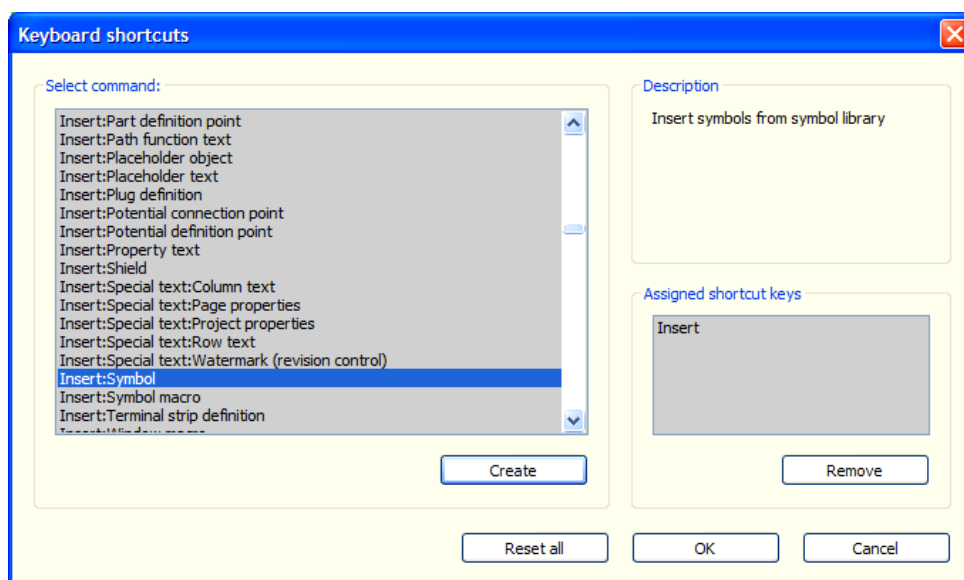 Keyboard shortcuts
Select command:
Insert:Part definition point
Insert:Path function text
Insert:Placeholder object
Insert:Placeholder text
Insert:Plug definition
Insert:Potential connection point
Insert:Potential definition point
Insert:Property text
Insert:Shield
Insert:Special text:Column text
Insert:Special text:Page properties
Insert:Special text:Project properties
Insert:Special text:Row text
Insert:Special text:Watermark (revision control)
Insert:Symbol
Insert:Symbol macro
Insert:Terminal strip definition
Insert:Window macro
Create
Description
Insert symbols from symbol library
Assigned shortcut keys
Insert
Remove
Reset all
OK
Cancel